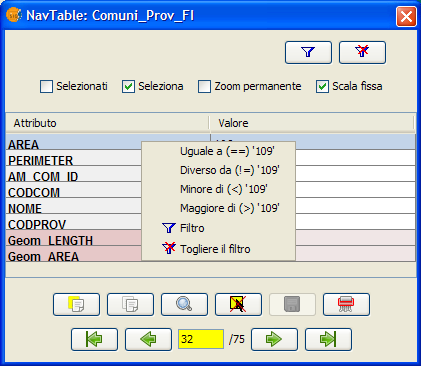 NavTable: Comuni_Prov_FI
Selezionati Seleziona Zoom permanente Scala fissa
Attributo Valore
AREA
PERIMETER
AM_COM_ID
CODCOM
NOME
CODPROV
Geom_LENGTH
Geom_AREA
Uguale a (==) '109'
Diverso da (!=) '109'
Minore di (<) '109'
Maggiore di (>) '109'
Filtro
Togliere il filtro
32 /75